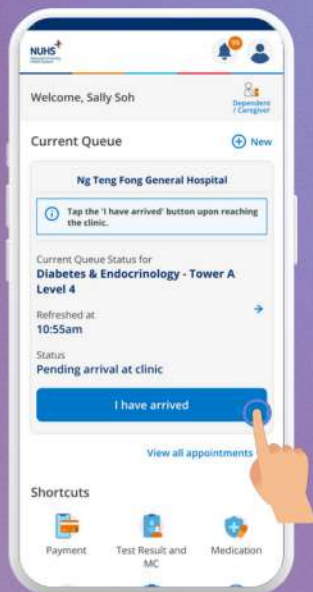 NUHS
Welcome, Sally Soh
Dependent
/ Caregiver
Current Queue
New
Ng Teng Fong General Hospital
Tap the 'I have arrived' button upon reaching
the clinic.
Current Queue Status for
Diabetes & Endocrinology - Tower A
Level 4
Refreshed at
10:55am
Status
Pending arrival at clinic
I have arrived
View all appointments
Shortcuts
Payment
Test Result and
MC
Medication